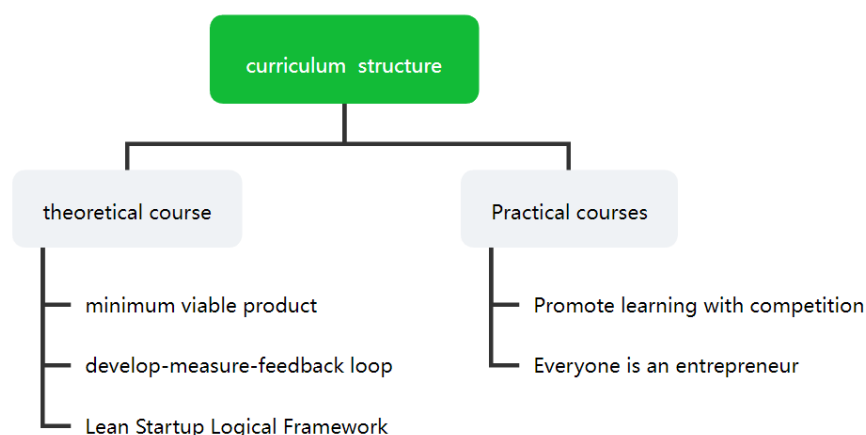 curriculum structure
theoretical course
Practical courses
minimum viable product
Promote learning with competition
develop-measure-feedback loop
Everyone is an entrepreneur
Lean Startup Logical Framework